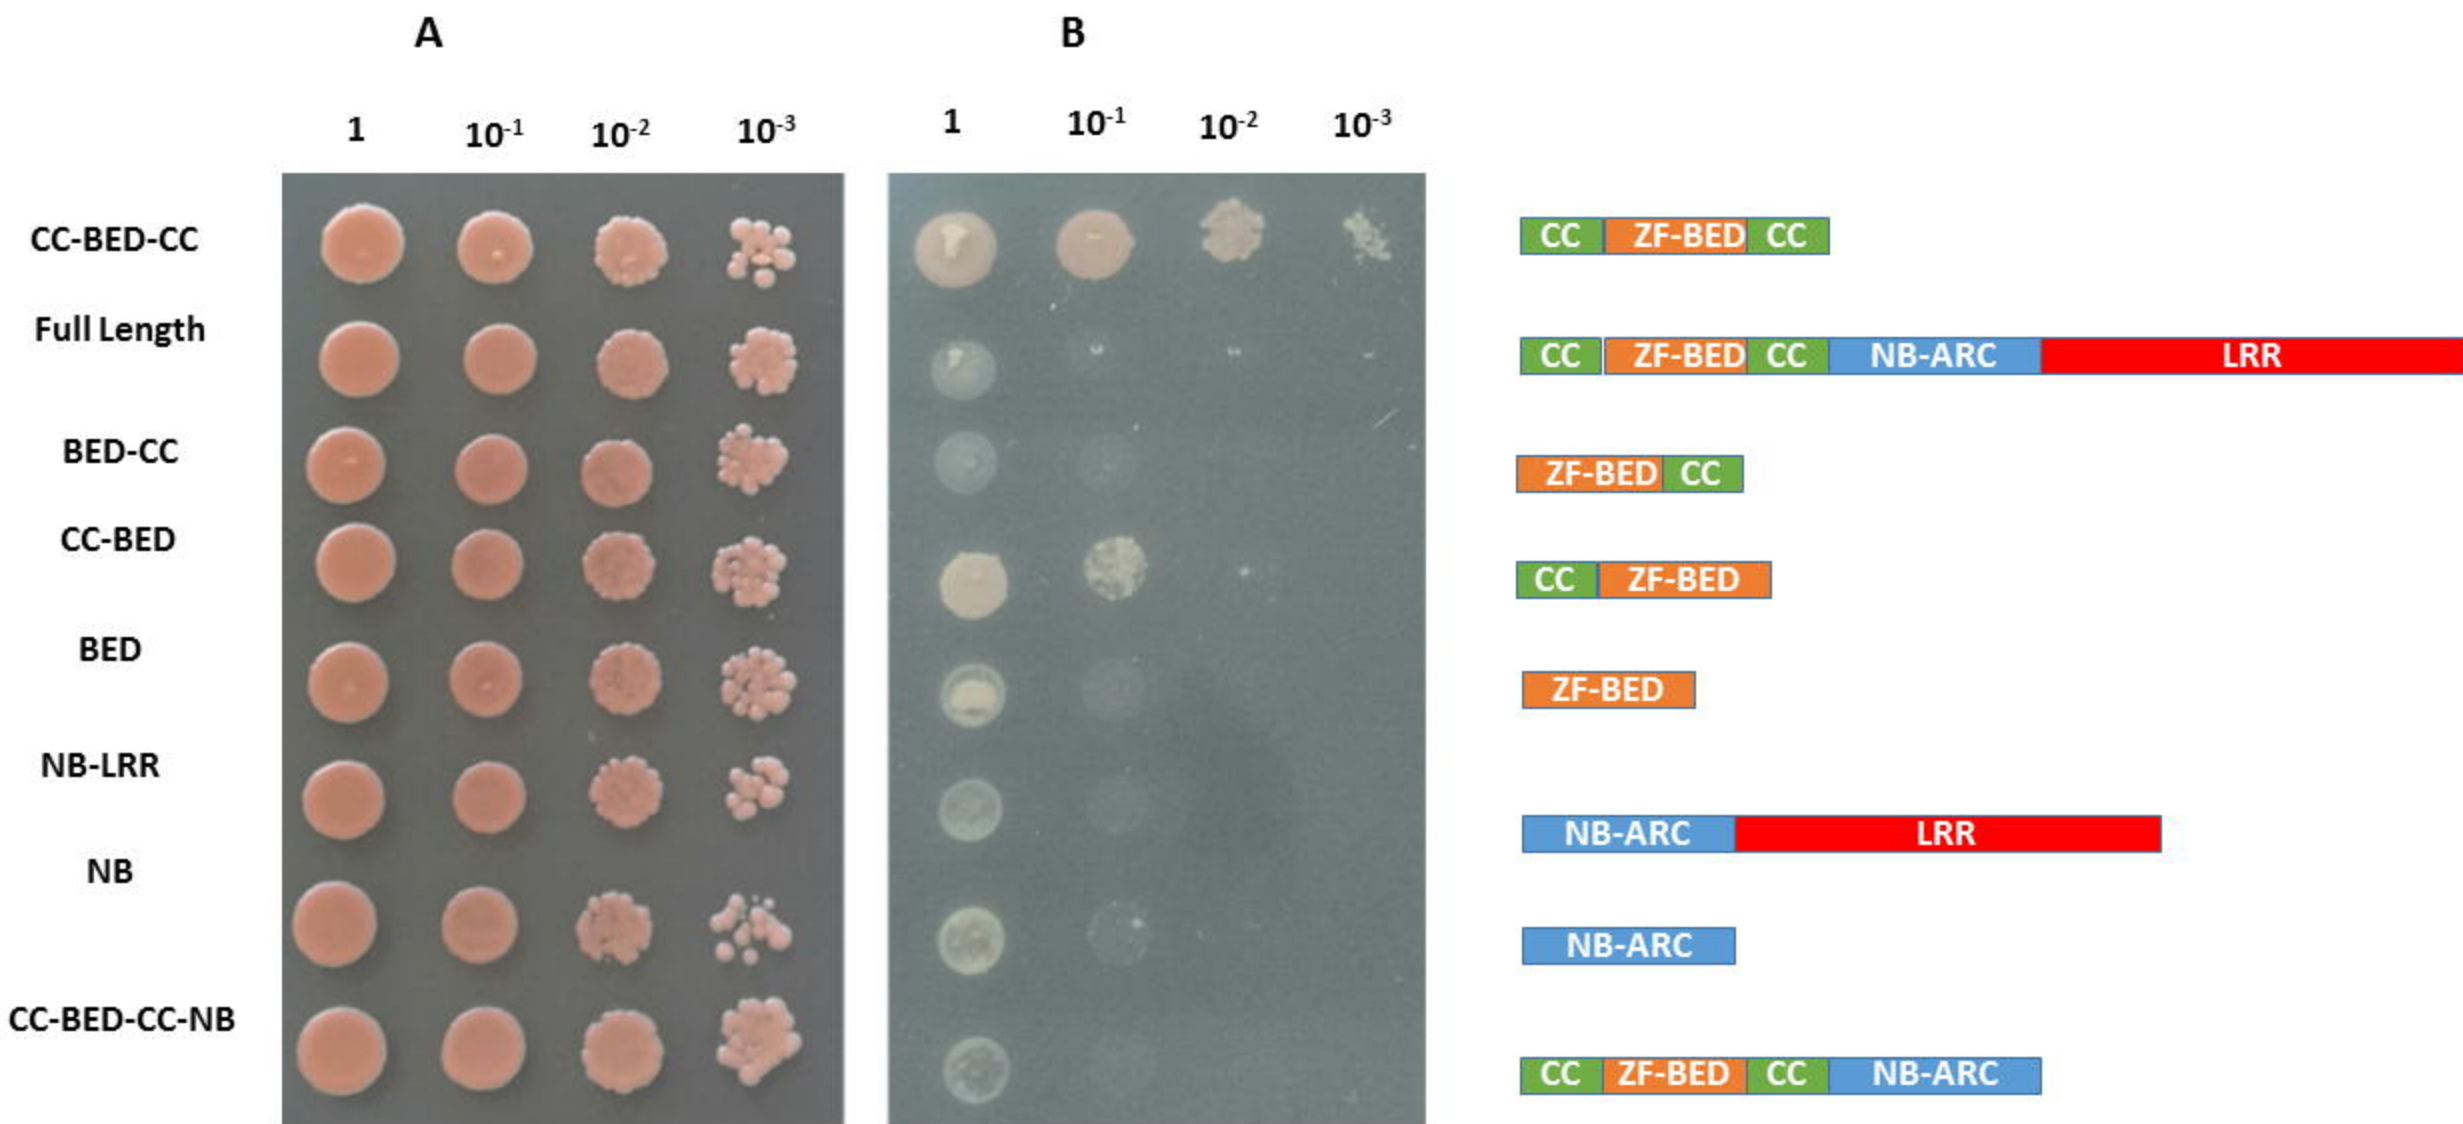 A B
1 10-1 10-2 10-3 1 10-1 10-2 10-3
CC-BED-CC CC ZF-BED CC
Full Length CC ZF-BED CC NB-ARC LRR
BED-CC ZF-BED CC
CC-BED CC ZF-BED
BED ZF-BED
NB-LRR NB-ARC LRR
NB NB-ARC
CC-BED-CC-NB CC ZF-BED CC NB-ARC